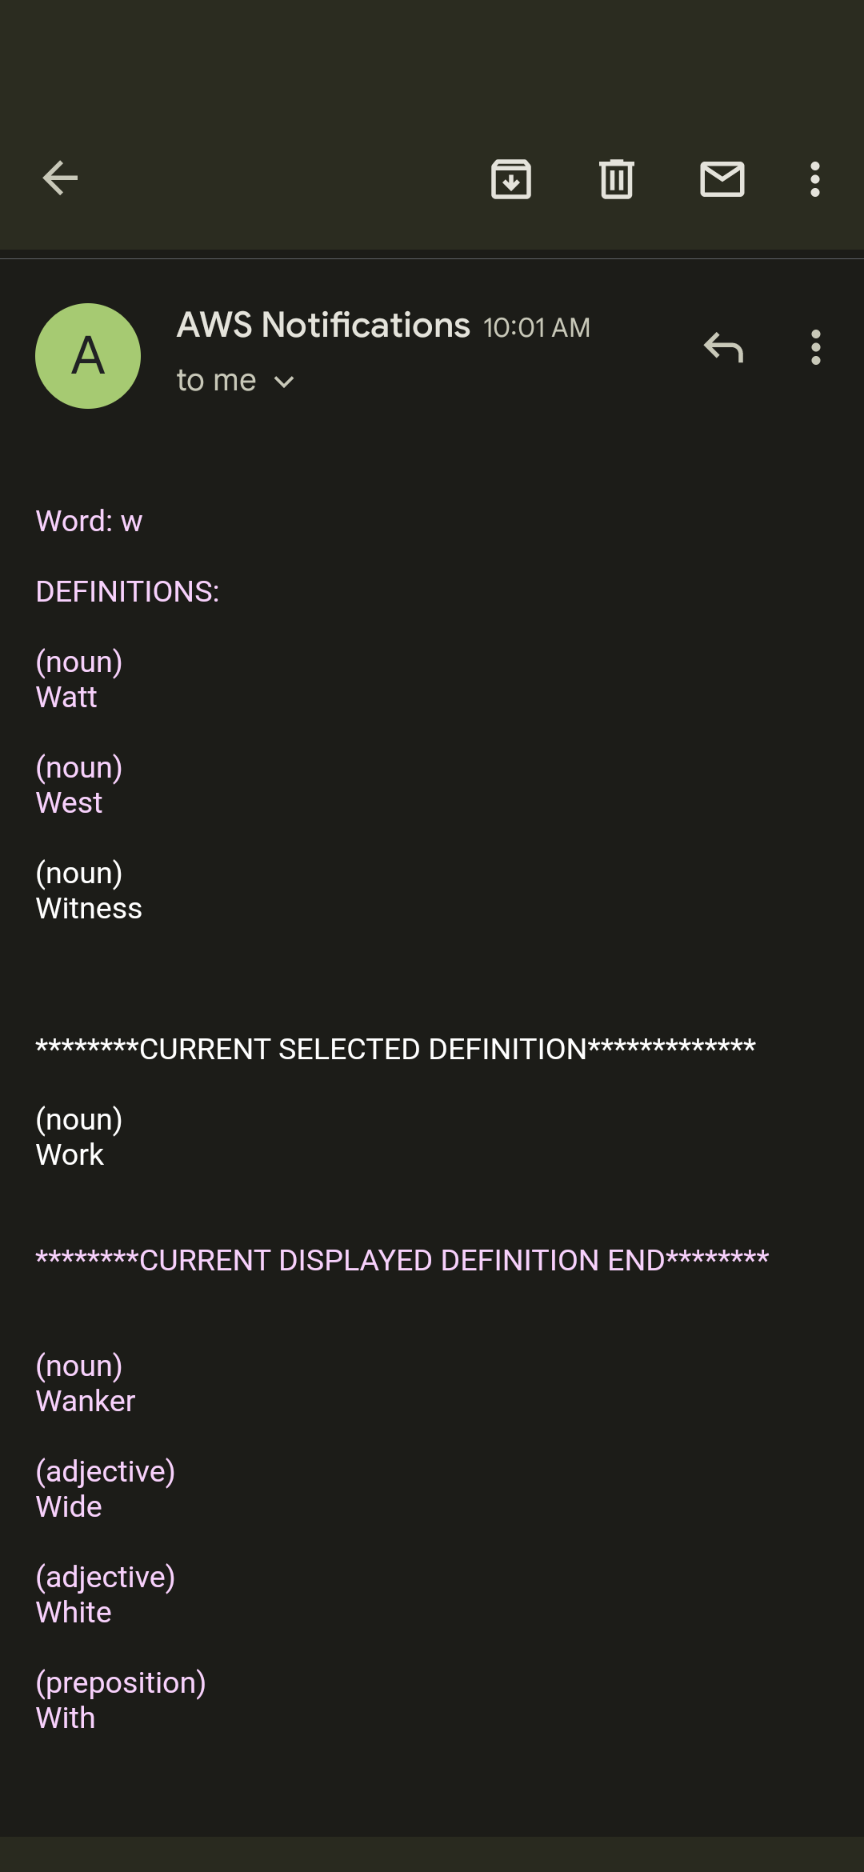 AWS Notifications 10:01 AM
to me
A
Word: w
DEFINITIONS:
(noun)
Watt
(noun)
West
(noun)
Witness
********CURRENT SELECTED DEFINITION*************
(noun)
Work
********CURRENT DISPLAYED DEFINITION END********
(noun)
Wanker
(adjective)
Wide
(adjective)
White
(preposition)
With